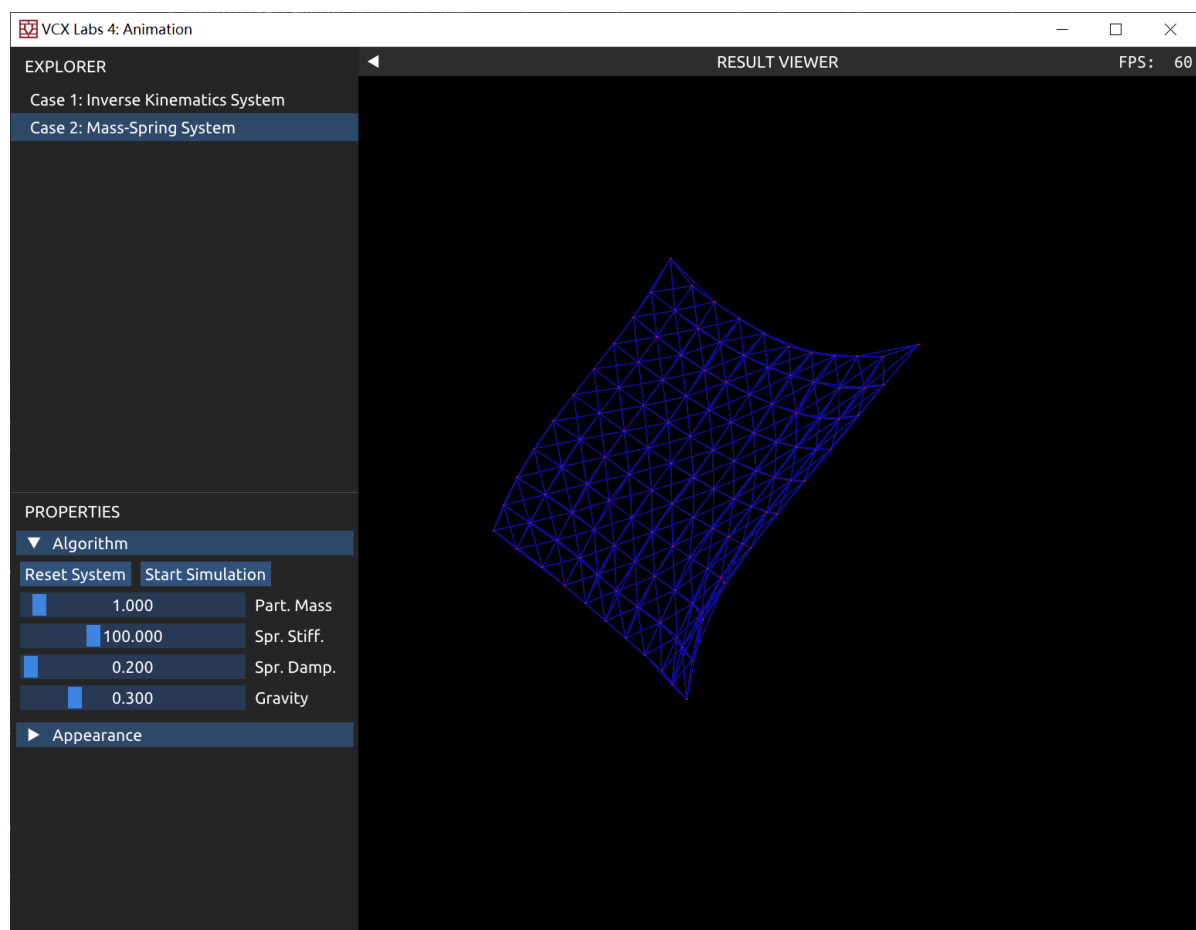 VCX Labs 4: Animation
EXPLORER
Case 1: Inverse Kinematics System
Case 2: Mass-Spring System
RESULT VIEWER FPS: 60
PROPERTIES
Algorithm
Reset System Start Simulation
1.000 Part. Mass
100.000 Spr. Stiff.
0.200 Spr. Damp.
0.300 Gravity
Appearance